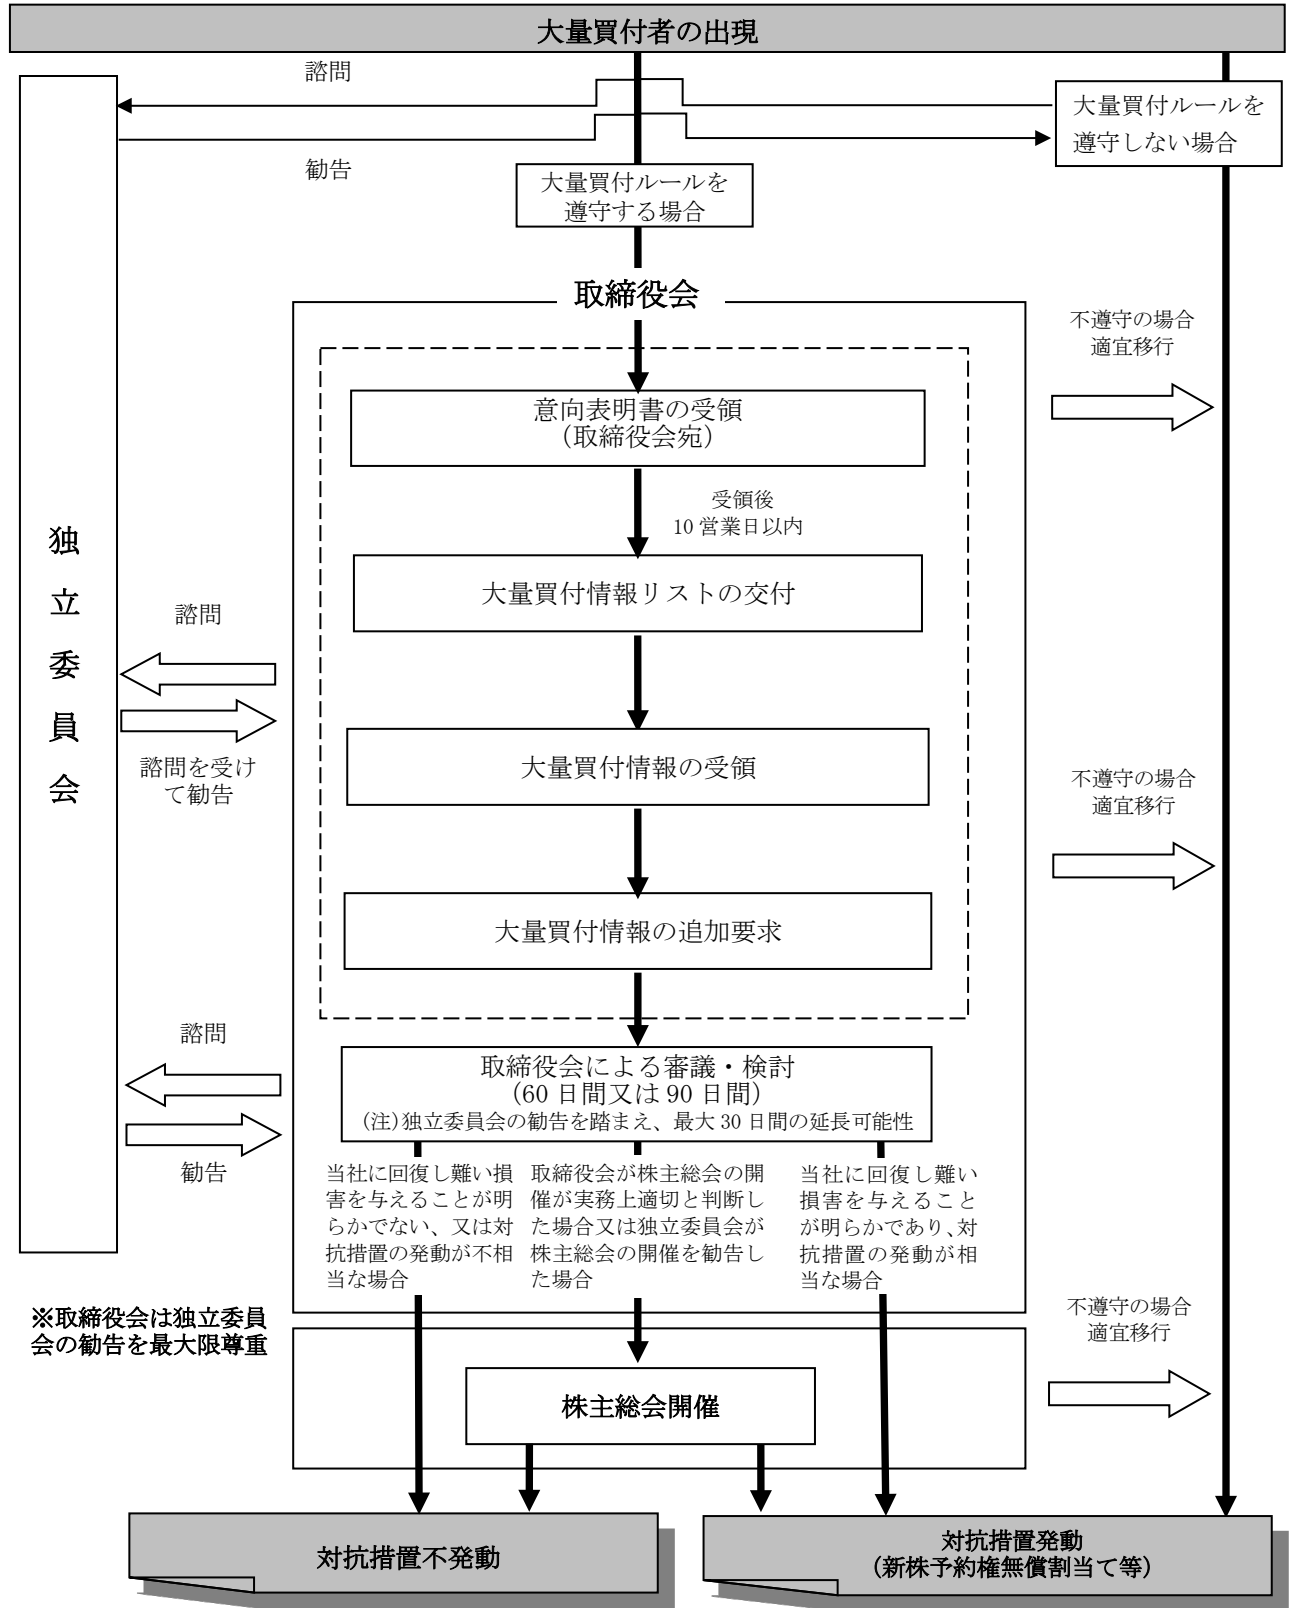 大量買付者の出現
諮問
勧告
大量買付ルールを
遵守しない場合
大量買付ルールを
遵守する場合
取締役会
不遵守の場合
適宜移行
意向表明書の受領
（取締役会宛）
受領後
10 営業日以内
大量買付情報リストの交付
独
立
委
員
会
諮問
諮問を受け
て勧告
大量買付情報の受領
不遵守の場合
適宜移行
大量買付情報の追加要求
諮問
勧告
取締役会による審議・検討
（60 日間又は 90 日間）
（注）独立委員会の勧告を踏まえ、最大 30 日間の延長可能性
当社に回復し難い損
害を与えることが明
らかでない、又は対
抗措置の発動が不相
当な場合
取締役会が株主総会の開
催が実務上適切と判断し
た場合又は独立委員会が
株主総会の開催を勧告し
た場合
当社に回復し難い
損害を与えること
が明らかであり、対
抗措置の発動が相
当な場合
※取締役会は独立委員
会の勧告を最大限尊重
不遵守の場合
適宜移行
株主総会開催
対抗措置不発動
対抗措置発動
（新株予約権無償割当て等）